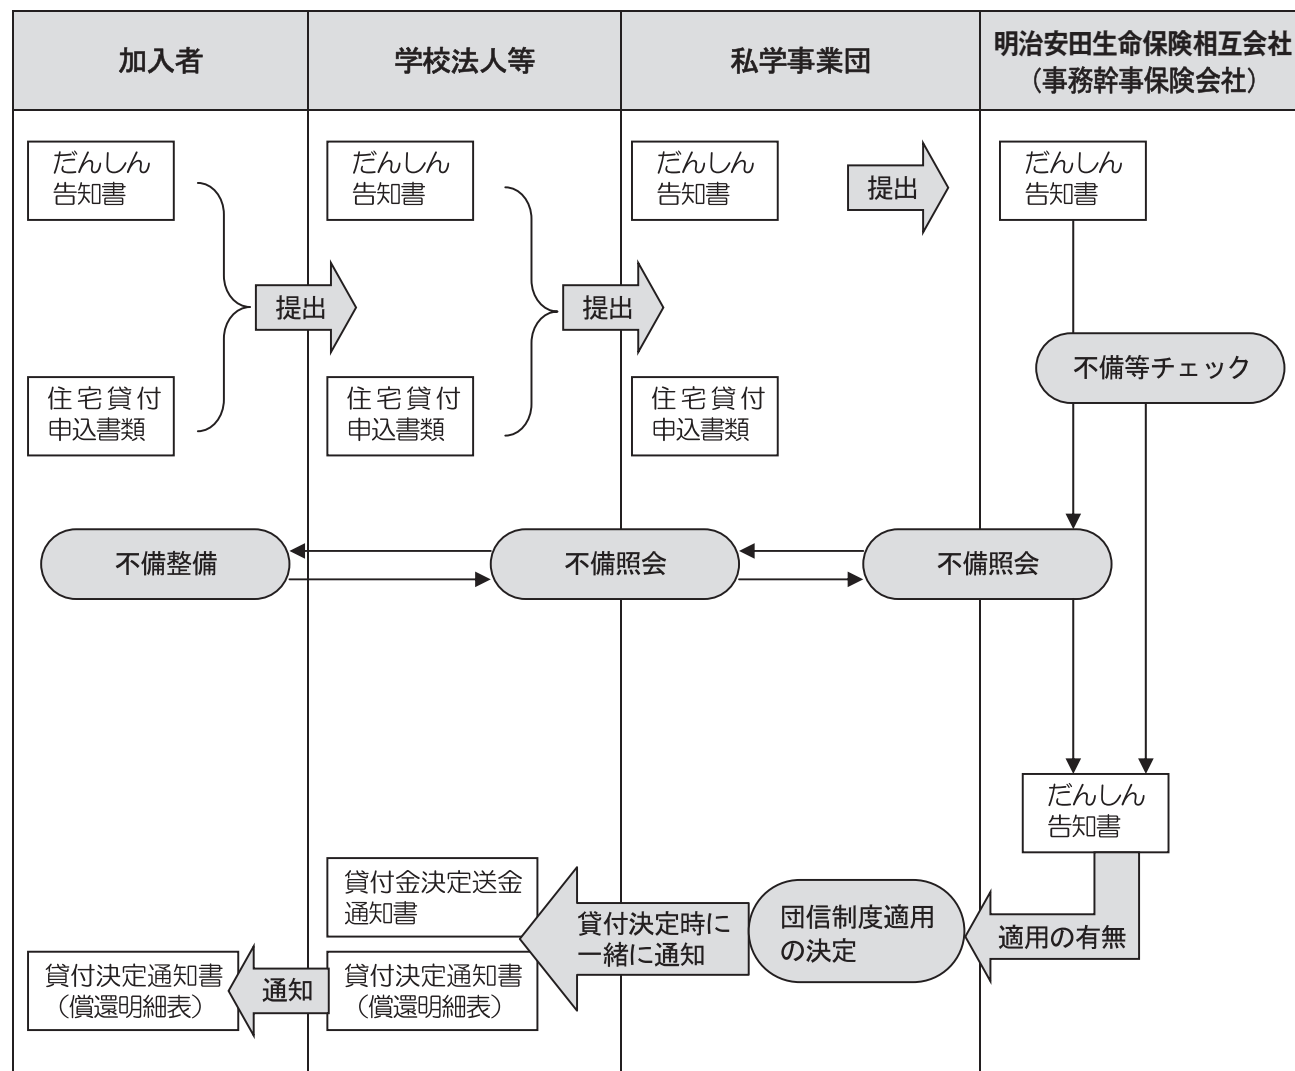 加入者
学校法人等
私学事業団
明治安田生命保険相互会社
（事務幹事保険会社）
だんしん
告知書
だんしん
告知書
だんしん
告知書
提出
だんしん
告知書
提出
提出
不備等チェック
住宅貸付
申込書類
住宅貸付
申込書類
住宅貸付
申込書類
不備整備
不備照会
不備照会
だんしん
告知書
貸付金決定送金
通知書
貸付決定時に
一緒に通知
団信制度適用
の決定
適用の有無
貸付決定通知書
（償還明細表）
通知
貸付決定通知書
（償還明細表）